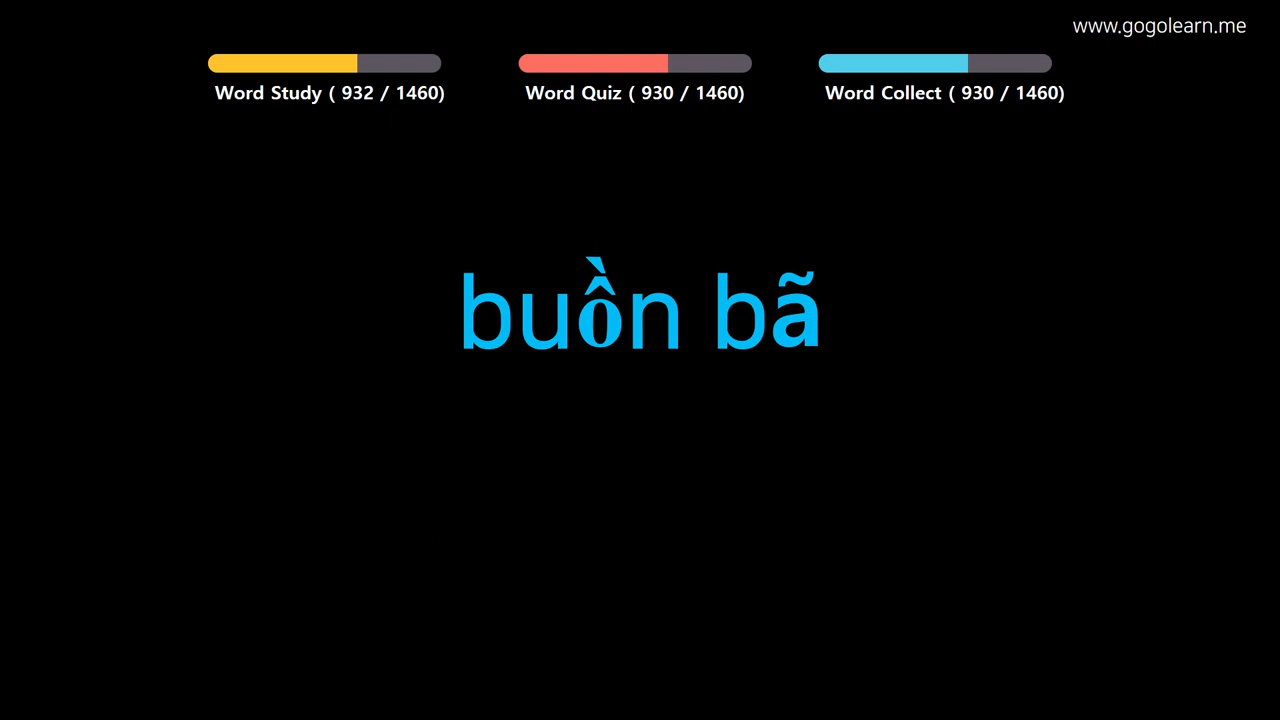 www.gogolearn.me
Word Study ( 932 / 1460)
Word Quiz ( 930 / 1460)
Word Collect ( 930 / 1460)
buồn bã